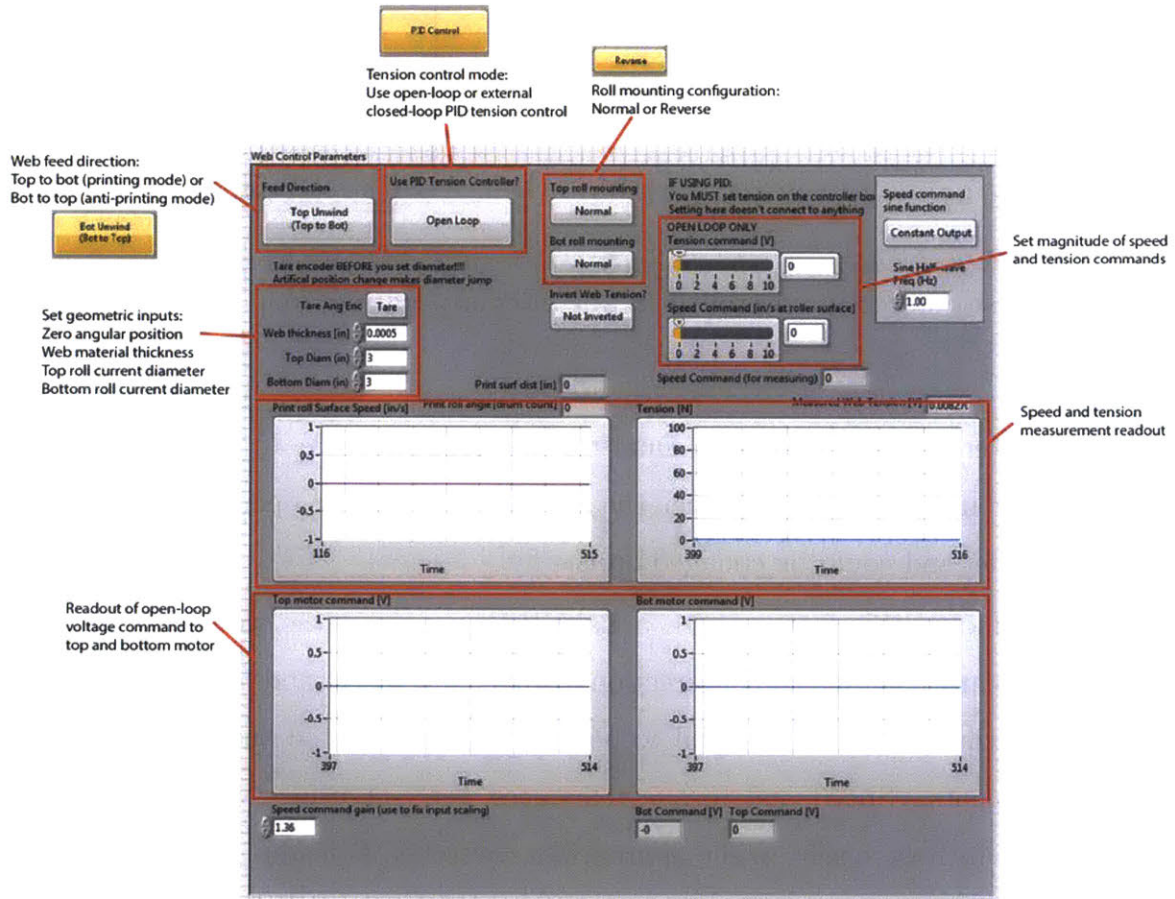 PID Control
Tension control mode:
Use open-loop or external
closed-loop PID tension control
Reverse
Roll mounting configuration:
Normal or Reverse
Web feed direction:
Top to bot (printing mode) or
Bot to top (anti-printing mode)
Bot Unwind
(Bot to Top)
Web Control Parameters
Feed Direction
Top Unwind
(Top to Bot)
Use PID Tension Controller?
Open Loop
Top roll mounting
Normal
Bot roll mounting
Normal
Invert Web Tension?
Not Inverted
IF USING PID:
You MUST set tension on the controller box
Setting here doesn't connect to anything
OPEN LOOP ONLY
Tension command [V]
0
0 2 4 6 8 10
Speed Command [in/s at roller surface]
0
0 2 4 6 8 10
Speed command
sine function
Constant Output
Sine Half-wave
Freq (Hz)
1.00
Set magnitude of speed
and tension commands
Tare encoder BEFORE you set diameter!!!!
Artifical position change makes diameter jump
Tare Ang Enc Tare
Web thickness [in] 0.0005
Top Diam (in) 3
Bottom Diam (in) 3
Set geometric inputs:
Zero angular position
Web material thickness
Top roll current diameter
Bottom roll current diameter
Print surf dist [in] 0
Speed Command (for measuring) 0
Print roll angle [drum count] 0
Measured Web Tension [V]
Print roll Surface Speed [in/s]
1
0.5
0
-0.5
-1
116 515
Time
Tension [N]
100
80
60
40
20
0
399 516
Time
Speed and tension
measurement readout
Readout of open-loop
voltage command to
top and bottom motor
Top motor command [V]
1
0.5
0
-0.5
-1
397 514
Time
Bot motor command [V]
1
0.5
0
-0.5
-1
397 514
Time
Speed command gain (use to fix input scaling)
1.36
Bot Command [V] Top Command [V]
-0 0